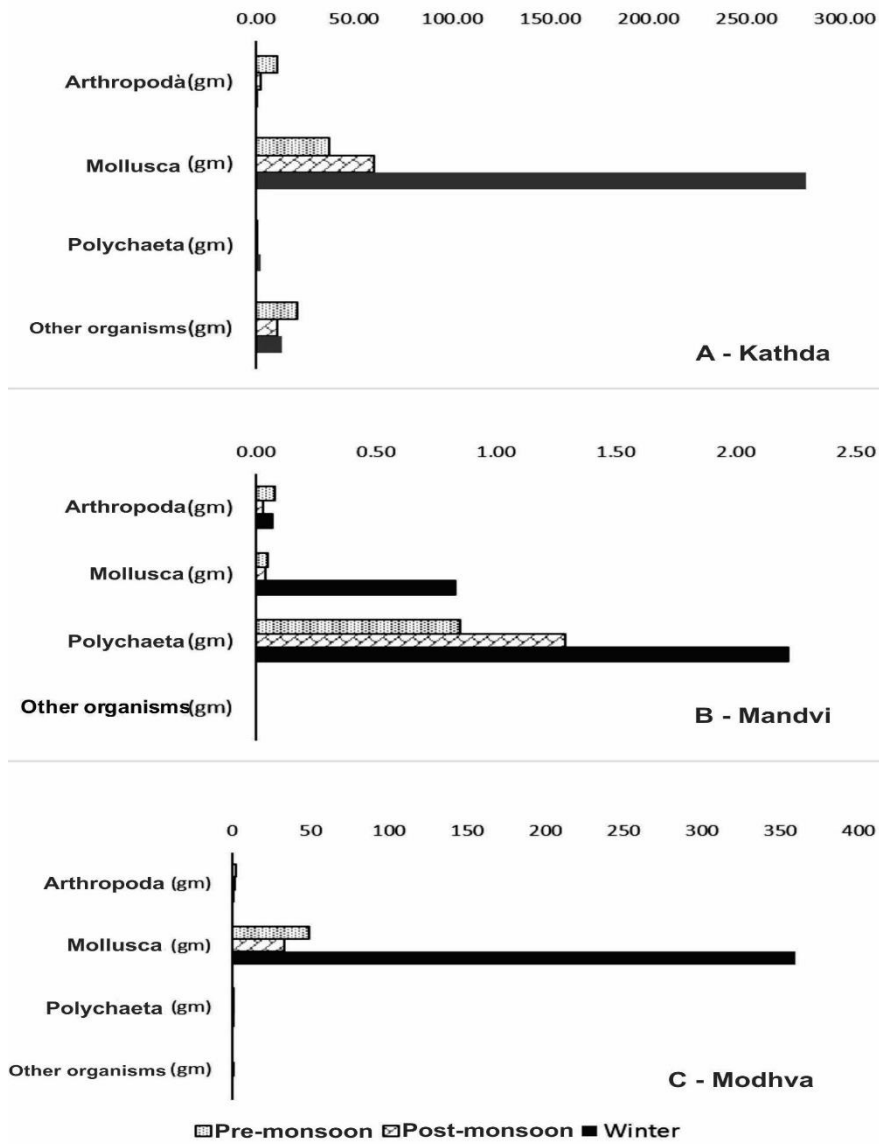 0.00 50.00 100.00 150.00 200.00 250.00 300.00
Arthropodà (gm)
Mollusca (gm)
Polychaeta (gm)
Other organisms (gm)
A - Kathda
0.00 0.50 1.00 1.50 2.00 2.50
Arthropoda (gm)
Mollusca (gm)
Polychaeta (gm)
Other organisms (gm)
B - Mandvi
0 50 100 150 200 250 300 350 400
Arthropoda (gm)
Mollusca (gm)
Polychaeta (gm)
Other organisms (gm)
C - Modhva
Pre-monsoon Post-monsoon Winter